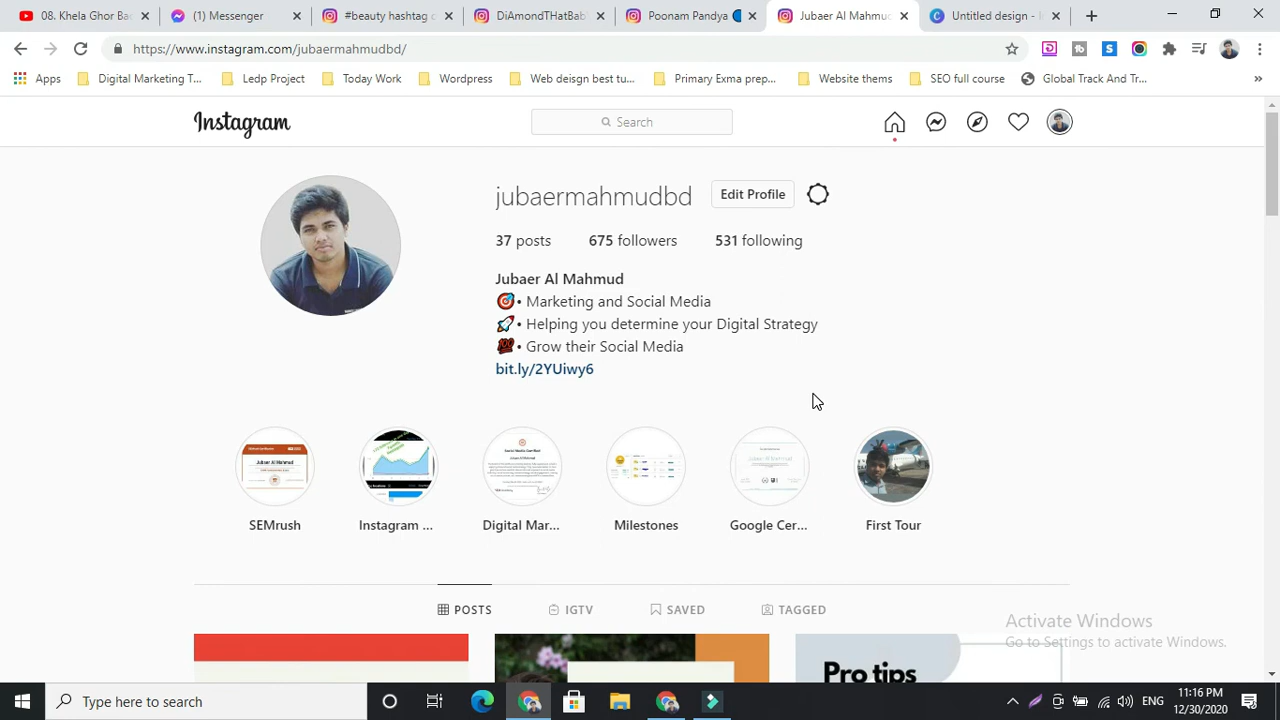 08. Khela Ghor Ba
(1) Messenger
#beauty hashtag
DiAmondTHatBab
Poonam Pandya
Jubaer Al Mahmud
Untitled design -
https://www.instagram.com/jubaermahmudbd/
Apps
Digital Marketing T...
Ledp Project
Today Work
Wordpress
Web deisgn best tu...
Primary Exma prep...
Website thems
SEO full course
Global Track And Tr...
»
Instagram
Search
jubaermahmudbd
Edit Profile
37 posts
675 followers
531 following
Jubaer Al Mahmud
🎯• Marketing and Social Media
🚀• Helping you determine your Digital Strategy
💯• Grow their Social Media
bit.ly/2YUiwy6
SEMrush
Instagram ...
Digital Mar...
Milestones
Google Cer...
First Tour
POSTS
IGTV
SAVED
TAGGED
Pro tips
Activate Windows
Go to Settings to activate Windows.
Type here to search
ENG
11:16 PM
12/30/2020